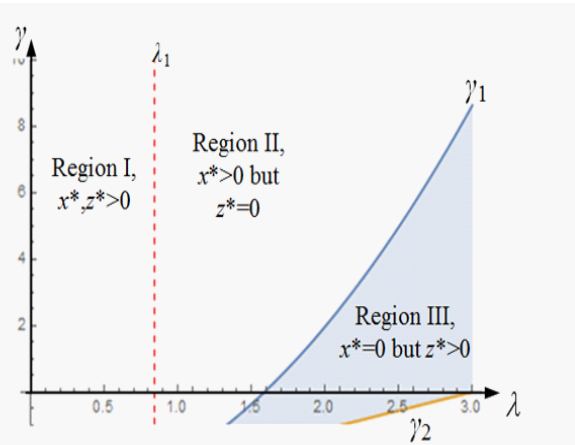 γ
λ1
10
γ1
8
Region II,
Region I,
x*>0 but
6
x*,z*>0
z*=0
4
Region III,
2
x*=0 but z*>0
0.5 1.0 1.5 2.0 2.5 3.0 λ
γ2